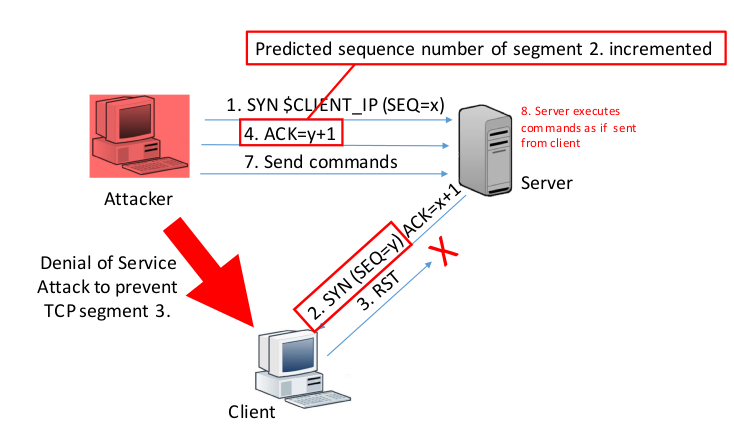 Predicted sequence number of segment 2. incremented
1. SYN $CLIENT_IP (SEQ=x)
4. ACK=y+1
7. Send commands
8. Server executes
commands as if sent
from client
Attacker
Server
2. SYN (SEQ=y) ACK=x+1
3. RST
X
Denial of Service
Attack to prevent
TCP segment 3.
Client